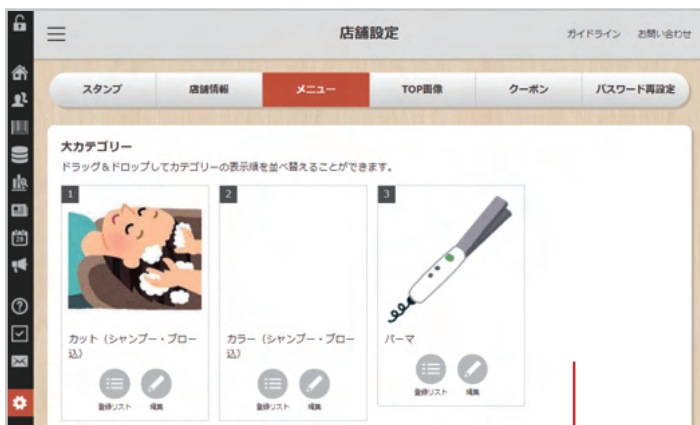 店舗設定
ガイドライン お問い合わせ
スタンプ 店舗情報 メニュー TOP画像 クーポン パスワード再設定
大カテゴリー
ドラッグ&ドロップしてカテゴリーの表示順を並べ替えることができます。
1 2 3
カット（シャンプー・ブロー込） カラー（シャンプー・ブロー込） パーマ
登録リスト 編集 登録リスト 編集 登録リスト 編集